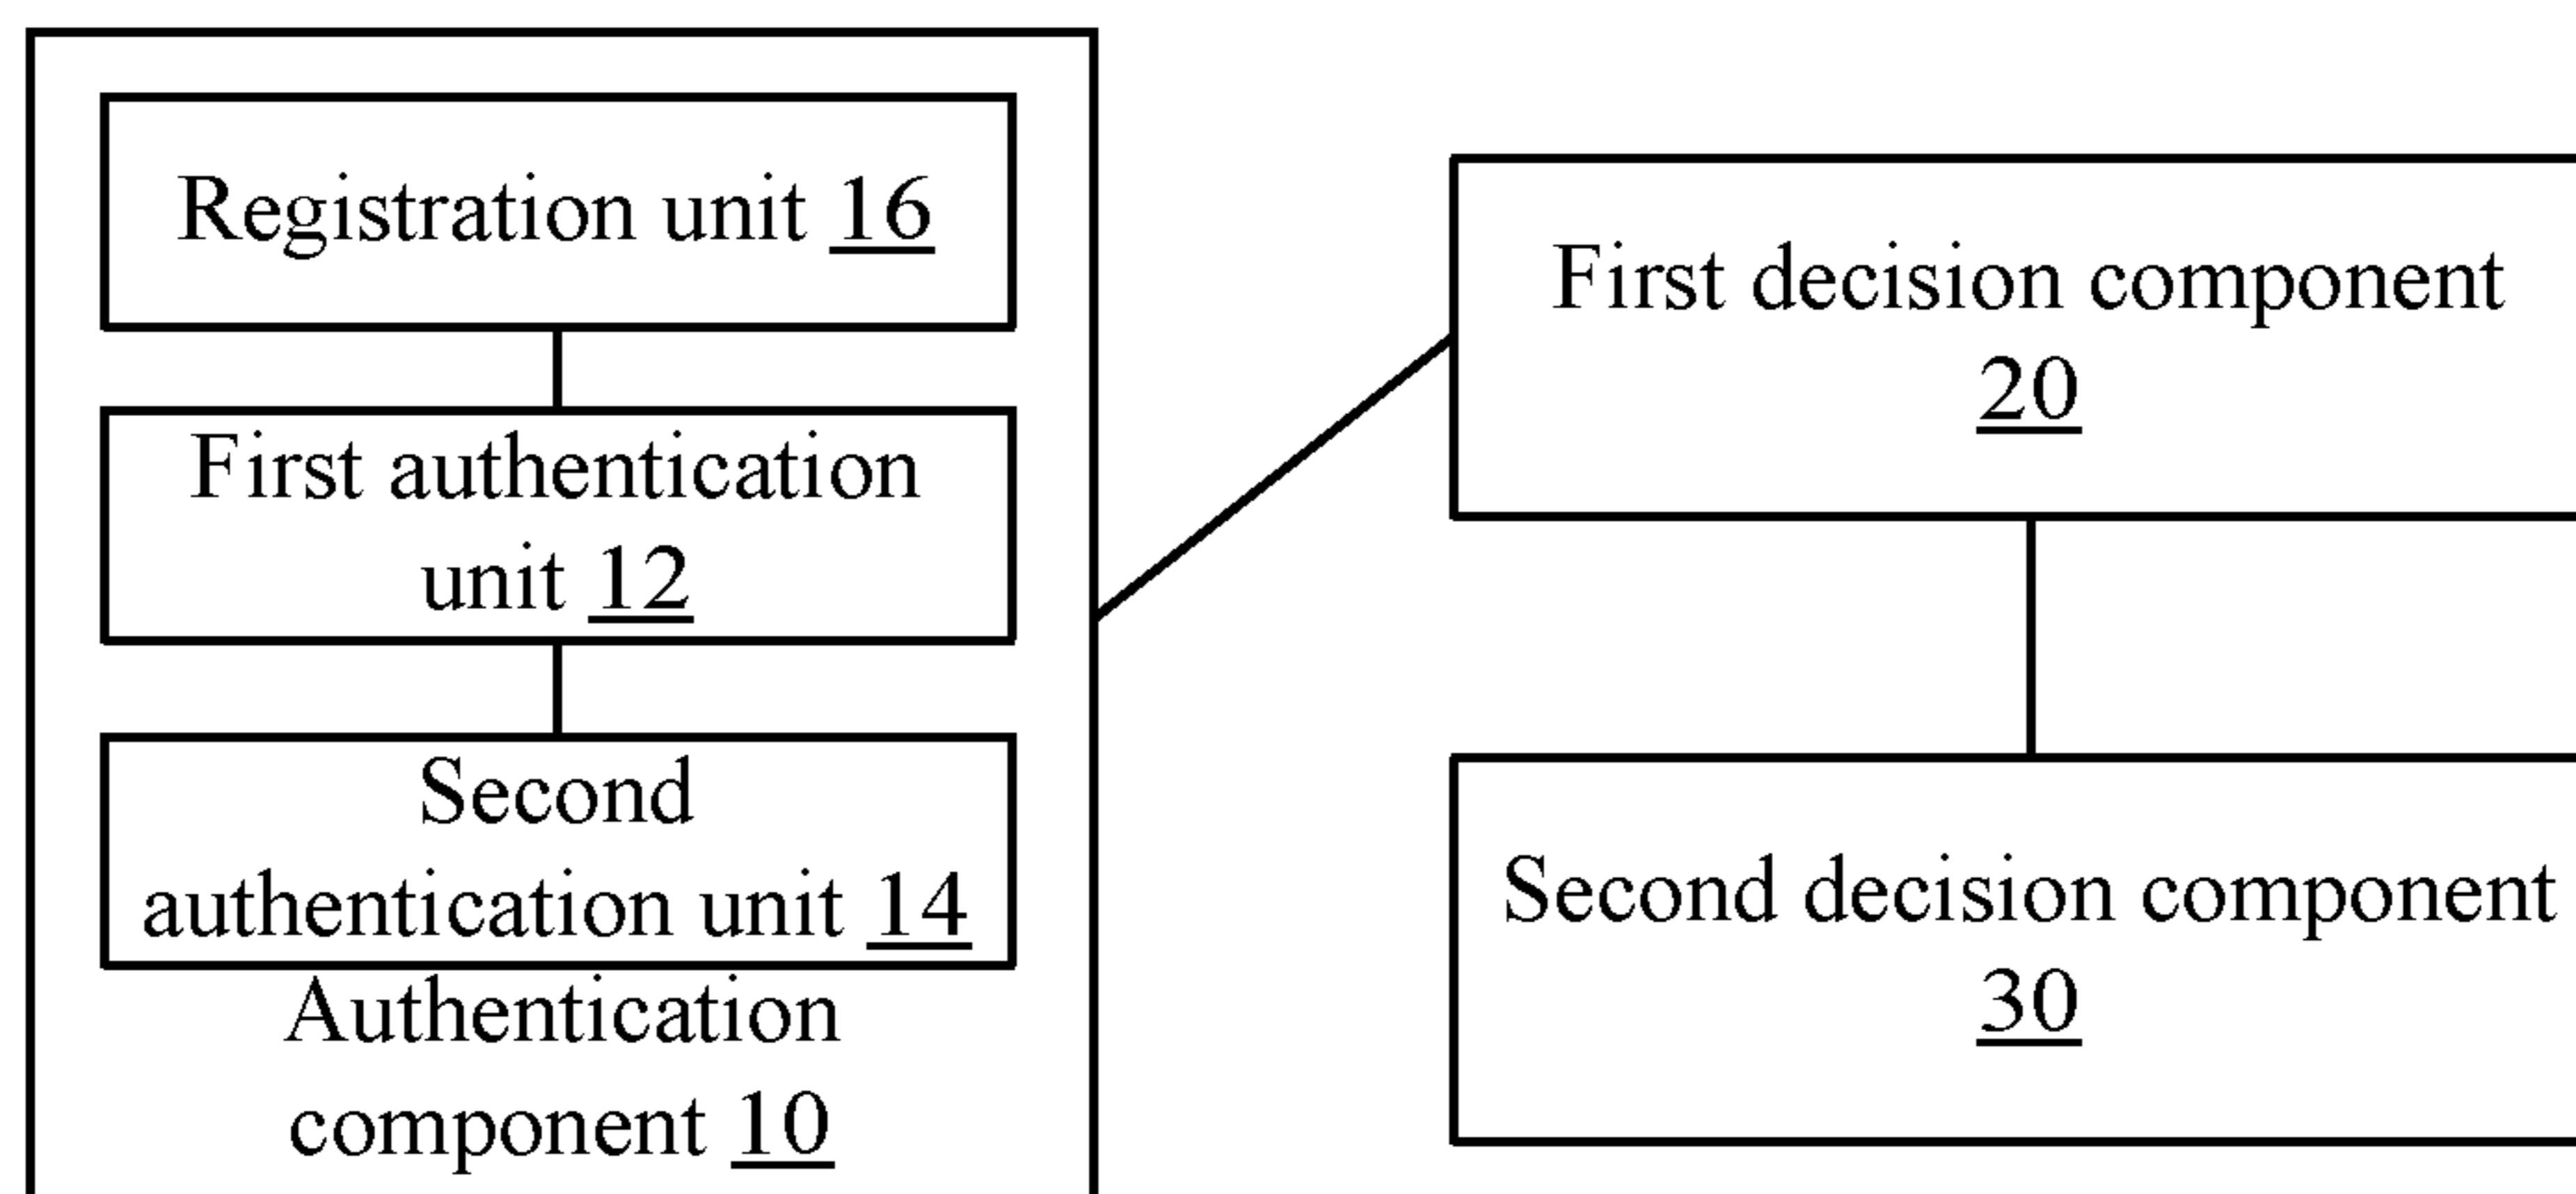 Registration unit 16
First authentication
unit 12
Second
authentication unit 14
Authentication
component 10
First decision component
20
Second decision component
30